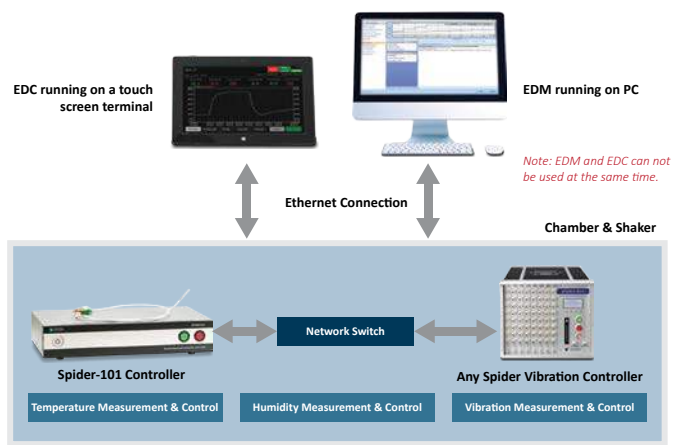 EDC running on a touch
screen terminal
EDM running on PC
Note: EDM and EDC can not
be used at the same time.
Ethernet Connection
Chamber & Shaker
Network Switch
Spider-101 Controller
Any Spider Vibration Controller
Temperature Measurement & Control
Humidity Measurement & Control
Vibration Measurement & Control